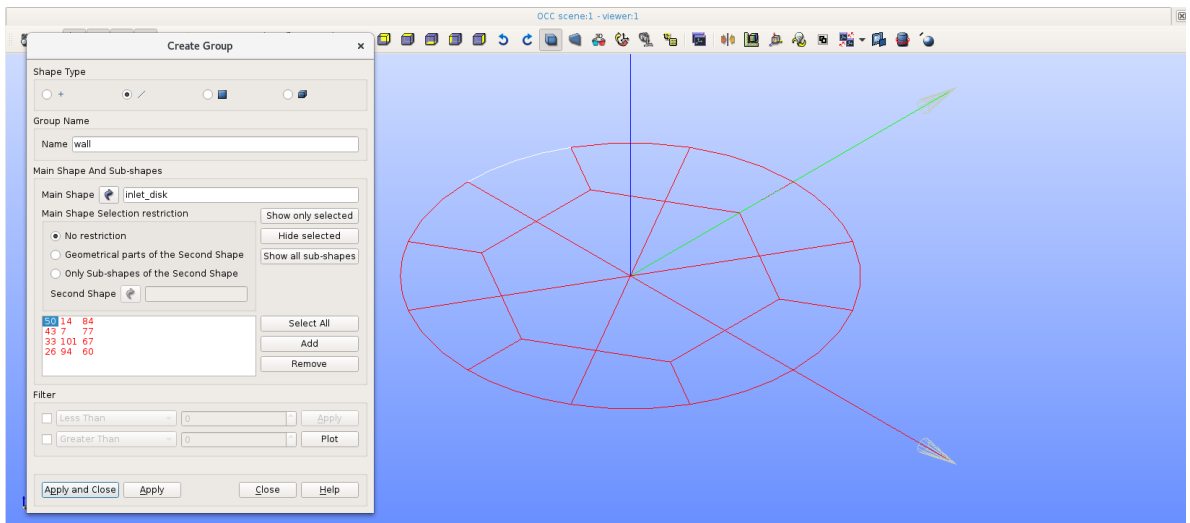 OCC scene:1 - viewer:1
Create Group
Shape Type
Group Name
Name wall
Main Shape And Sub-shapes
Main Shape inlet_disk
Main Shape Selection restriction
Show only selected
No restriction
Hide selected
Geometrical parts of the Second Shape
Show all sub-shapes
Only Sub-shapes of the Second Shape
Second Shape
50 14 84
Select All
43 7 77
33 101 67
Add
26 94 60
Remove
Filter
Less Than 0 Apply
Greater Than 0 Plot
Apply and Close Apply Close Help